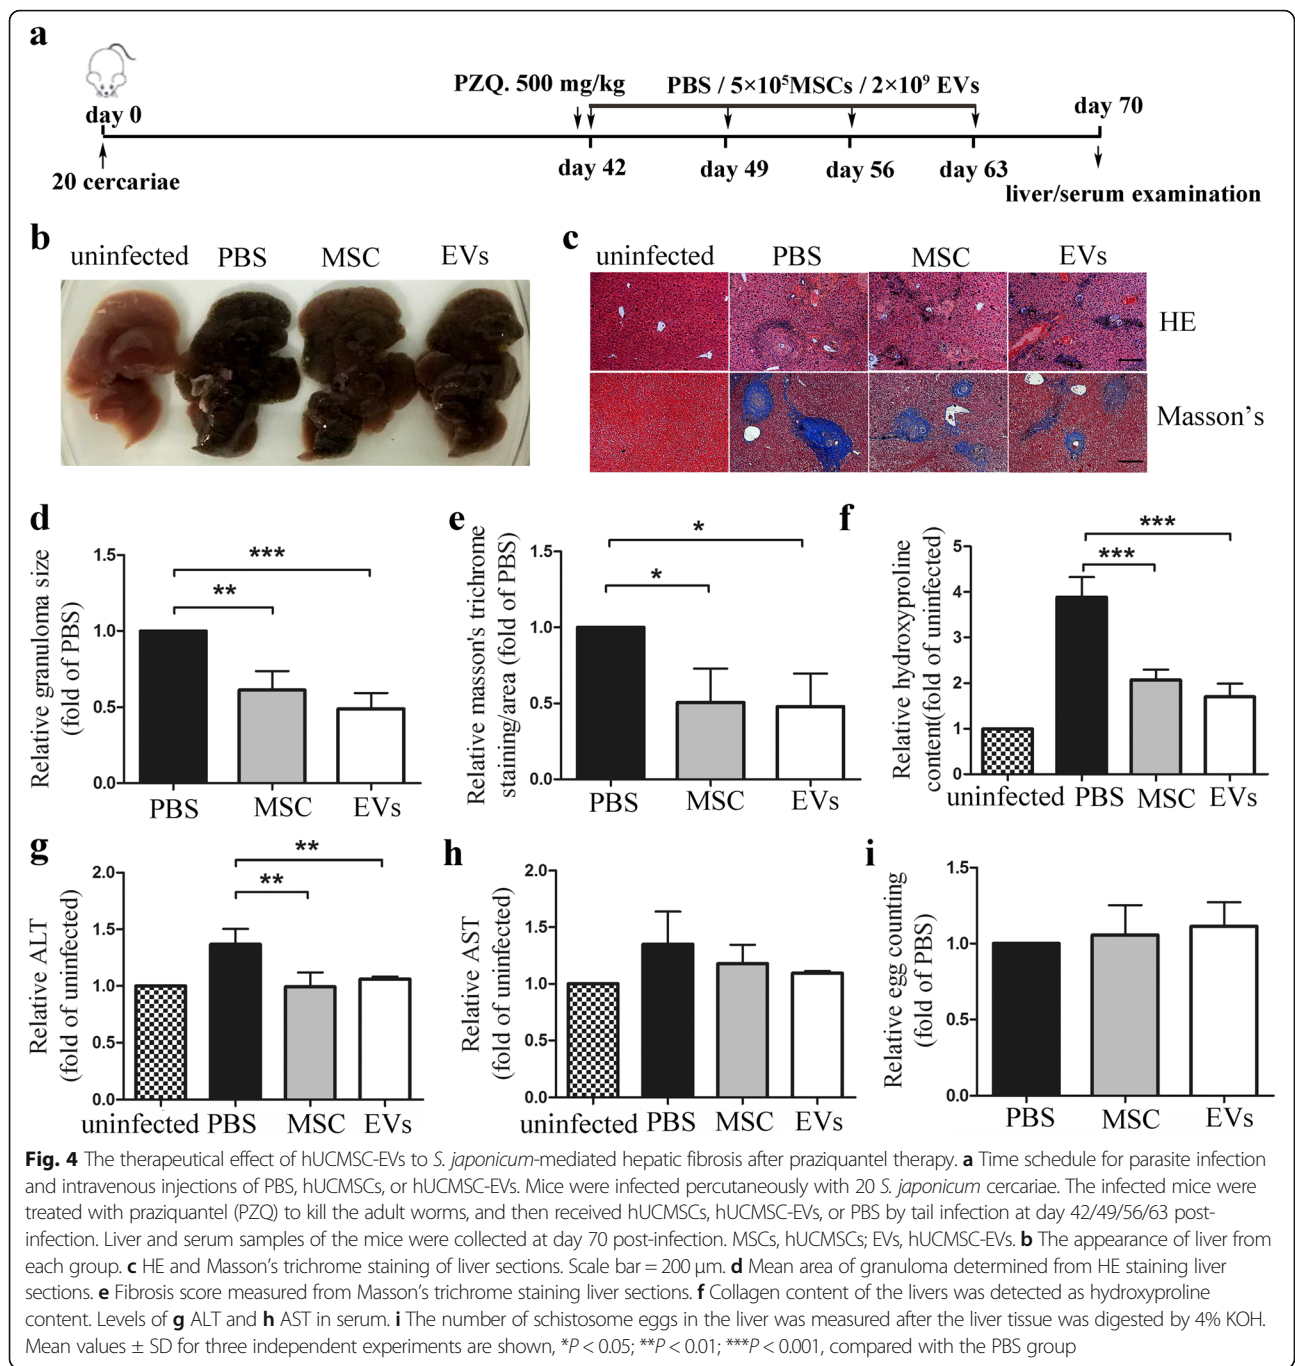 a
PZQ. 500 mg/kg
PBS / 5×10⁵MSCs / 2×10⁹ EVs
day 0
day 70
day 42
day 49
day 56
day 63
20 cercariae
liver/serum examination
b
uninfected PBS MSC EVs
c
uninfected PBS MSC EVs
HE
Masson's
d
Relative granuloma size
(fold of PBS)
1.5
1.0
0.5
0.0
***
**
PBS MSC EVs
e
Relative masson's trichrome
staining/area (fold of PBS)
1.5
1.0
0.5
0.0
*
*
PBS MSC EVs
f
Relative hydroxyproline
content(fold of uninfected)
5
4
3
2
1
0
***
***
uninfected PBS MSC EVs
g
Relative ALT
(fold of uninfected)
2.0
1.5
1.0
0.5
0.0
**
**
uninfected PBS MSC EVs
h
Relative AST
(fold of uninfected)
2.0
1.5
1.0
0.5
0.0
uninfected PBS MSC EVs
i
Relative egg counting
(fold of PBS)
1.5
1.0
0.5
0.0
PBS MSC EVs
Fig. 4 The therapeutical effect of hUCMSC-EVs to S. japonicum-mediated hepatic fibrosis after praziquantel therapy. a Time schedule for parasite infection
and intravenous injections of PBS, hUCMSCs, or hUCMSC-EVs. Mice were infected percutaneously with 20 S. japonicum cercariae. The infected mice were
treated with praziquantel (PZQ) to kill the adult worms, and then received hUCMSCs, hUCMSC-EVs, or PBS by tail infection at day 42/49/56/63 post-
infection. Liver and serum samples of the mice were collected at day 70 post-infection. MSCs, hUCMSCs; EVs, hUCMSC-EVs. b The appearance of liver from
each group. c HE and Masson's trichrome staining of liver sections. Scale bar = 200 μm. d Mean area of granuloma determined from HE staining liver
sections. e Fibrosis score measured from Masson's trichrome staining liver sections. f Collagen content of the livers was detected as hydroxyproline
content. Levels of g ALT and h AST in serum. i The number of schistosome eggs in the liver was measured after the liver tissue was digested by 4% KOH.
Mean values ± SD for three independent experiments are shown, *P < 0.05; **P < 0.01; ***P < 0.001, compared with the PBS group